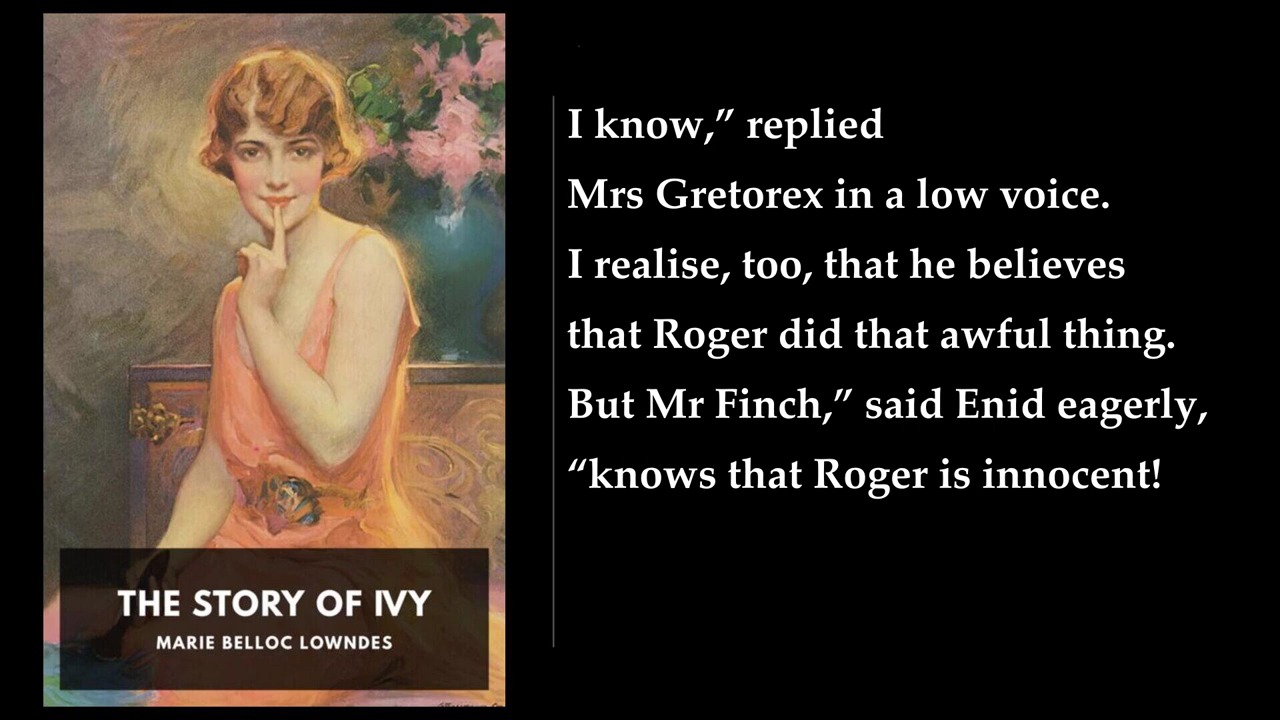 THE STORY OF IVY
MARIE BELLOC LOWNDES
I know,” replied
Mrs Gretorex in a low voice.
I realise, too, that he believes
that Roger did that awful thing.
But Mr Finch,” said Enid eagerly,
“knows that Roger is innocent!